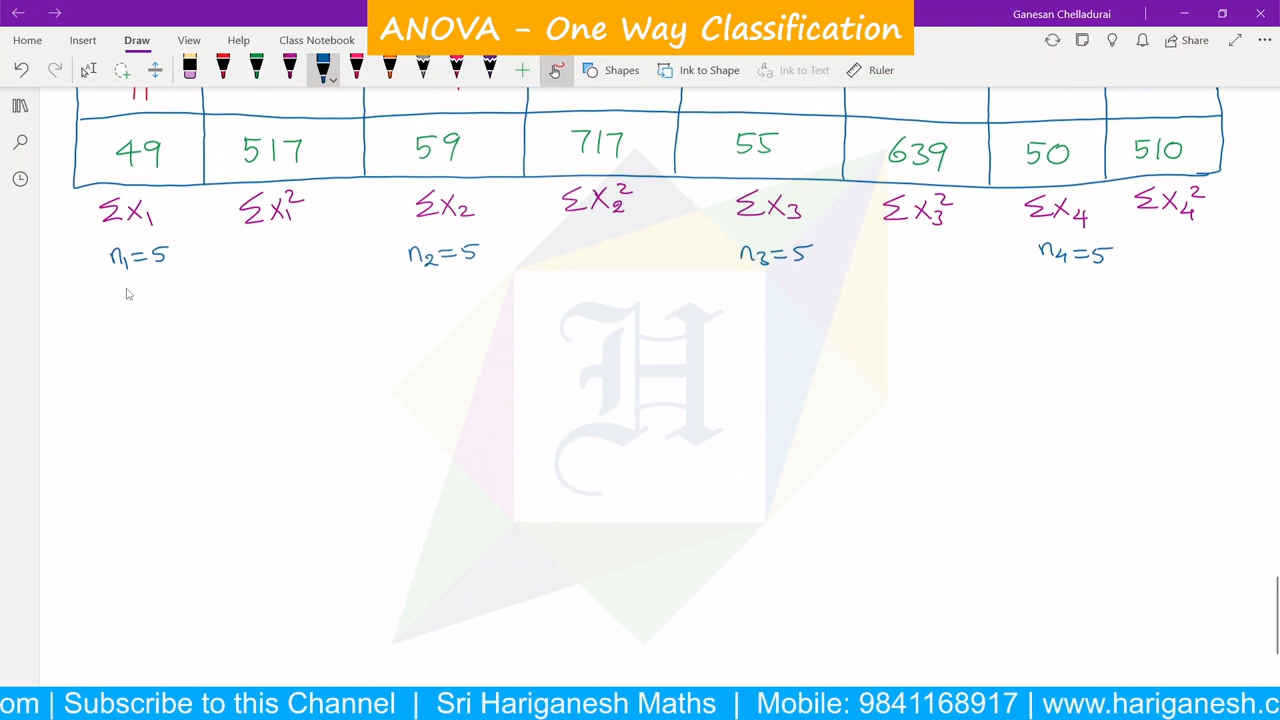 ANOVA - One Way Classification
Ganesan Chelladurai
Home Insert Draw View Help Class Notebook Share
Shapes Ink to Shape Ink to Text Ruler
11
49 517 59 717 55 639 50 510
ΣX₁ ΣX₁² ΣX₂ ΣX₂² ΣX₃ ΣX₃² ΣX₄ ΣX₄²
n₁=5 n₂=5 n₃=5 n₄=5
H
om | Subscribe to this Channel | Sri Hariganesh Maths | Mobile: 9841168917 | www.hariganesh.c